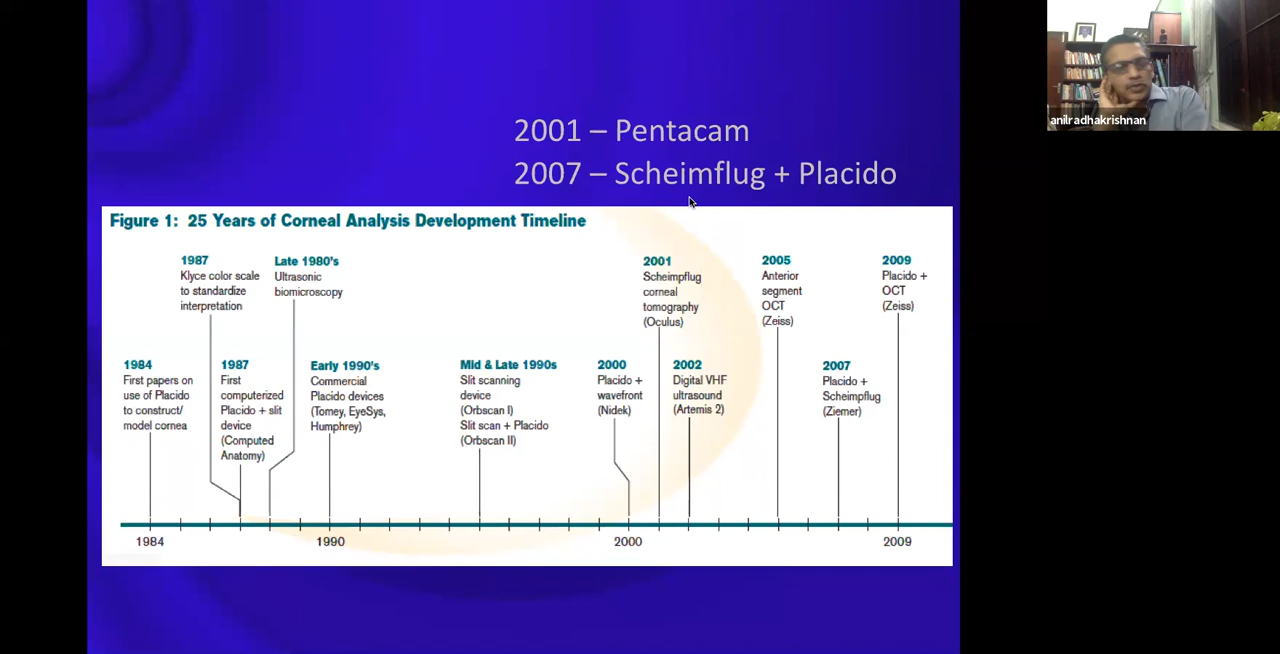 2001 – Pentacam
2007 – Scheimflug + Placido
anilradhakrishnan
Figure 1: 25 Years of Corneal Analysis Development Timeline
1987
Klyce color scale
to standardize
interpretation
Late 1980's
Ultrasonic
biomicroscopy
2001
Scheimpflug
corneal
tomography
(Oculus)
2005
Anterior
segment
OCT
(Zeiss)
2009
Placido +
OCT
(Zeiss)
1984
First papers on
use of Placido
to construct/
model cornea
1987
First
computerized
Placido + slit
device
(Computed
Anatomy)
Early 1990's
Commercial
Placido devices
(Tomey, EyeSys,
Humphrey)
Mid & Late 1990s
Slit scanning
device
(Orbscan I)
Slit scan + Placido
(Orbscan II)
2000
Placido +
wavefront
(Nidek)
2002
Digital VHF
ultrasound
(Artemis 2)
2007
Placido +
Scheimpflug
(Ziemer)
1984
1990
2000
2009